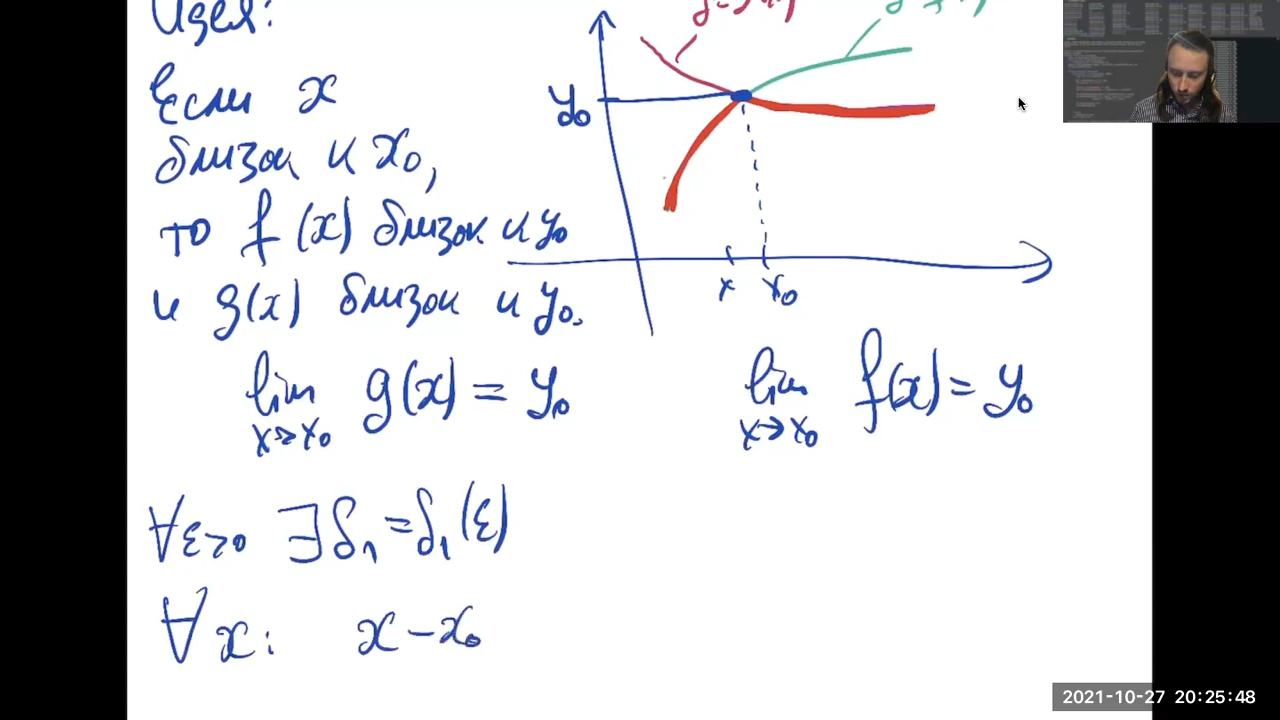 Идея:
Если x
близок к x₀,
то f(x) близок к y₀
и g(x) близок к y₀.
y₀
x x₀
lim g(x) = y₀
x→x₀
lim f(x) = y₀
x→x₀
∀ε>0 ∃δ₁=δ₁(ε)
∀x: x-x₀
2021-10-27 20:25:48